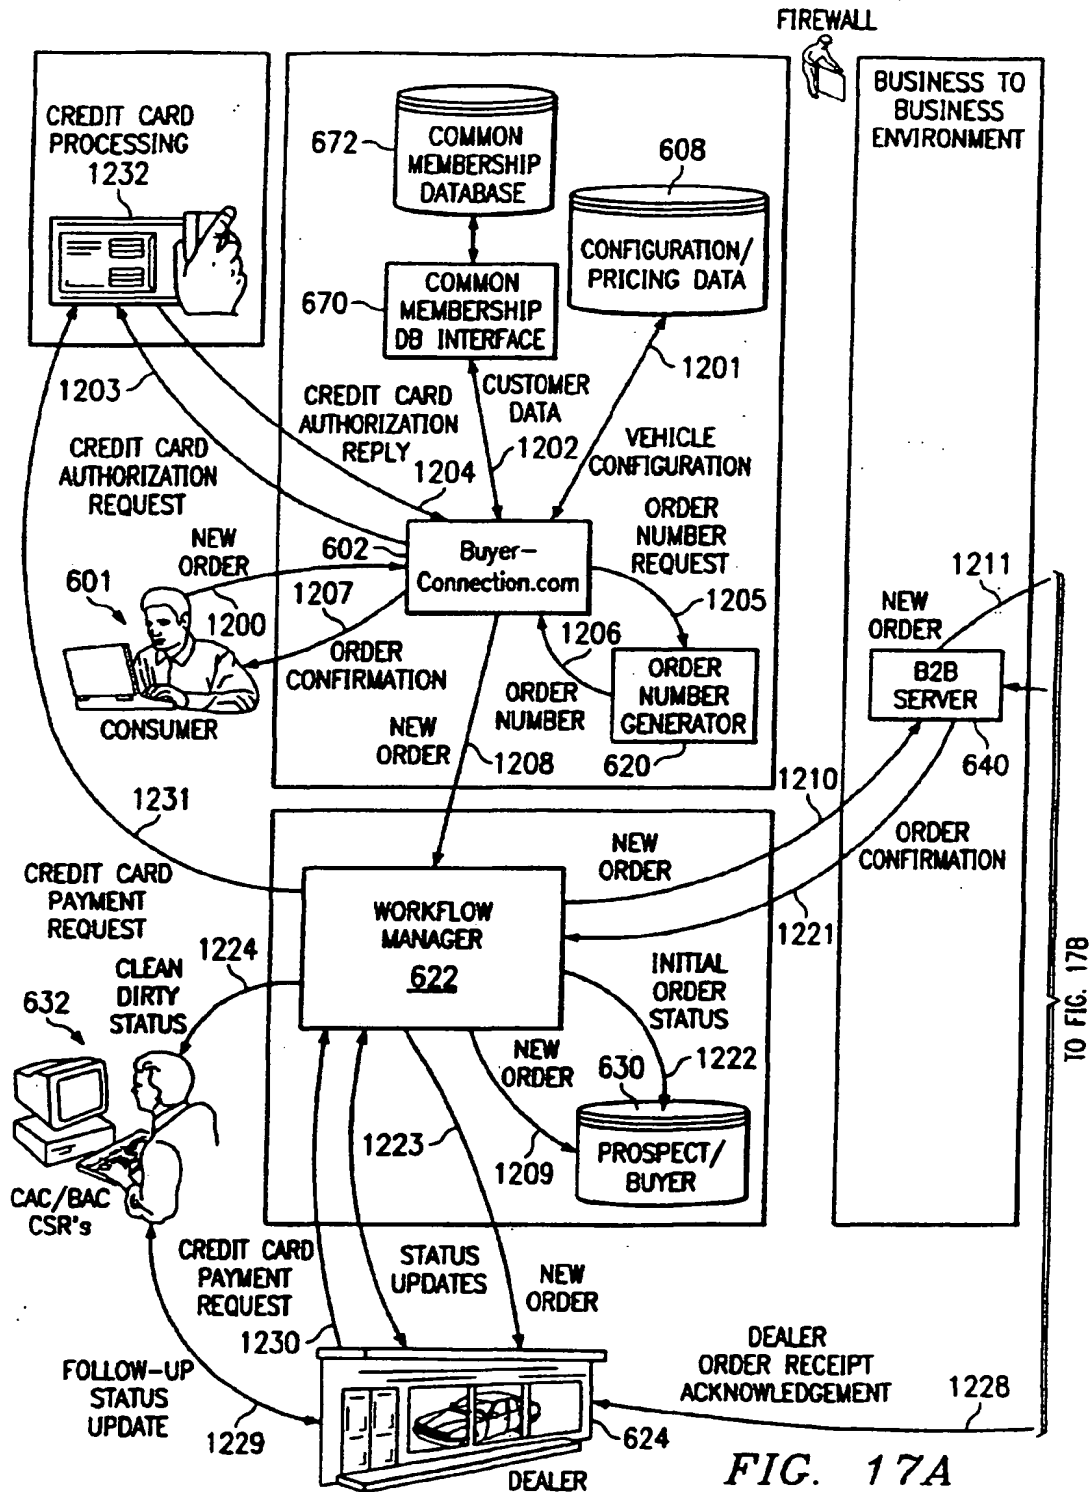 FIREWALL
CREDIT CARD
PROCESSING
1232
672
COMMON
MEMBERSHIP
DATABASE
608
CONFIGURATION/
PRICING DATA
BUSINESS TO
BUSINESS
ENVIRONMENT
670
COMMON
MEMBERSHIP
DB INTERFACE
1201
1203
CREDIT CARD
AUTHORIZATION
REPLY
1204
CUSTOMER
DATA
1202
VEHICLE
CONFIGURATION
CREDIT CARD
AUTHORIZATION
REQUEST
ORDER
NUMBER
REQUEST
NEW
ORDER
602
Buyer-
Connection.com
601
1200
1207
1205
1206
1211
NEW
ORDER
ORDER
CONFIRMATION
ORDER
NUMBER
ORDER
NUMBER
GENERATOR
B2B
SERVER
CONSUMER
NEW
ORDER
1208
620
640
1231
1210
NEW
ORDER
ORDER
CONFIRMATION
CREDIT CARD
PAYMENT
REQUEST
WORKFLOW
MANAGER
622
1221
1224
CLEAN
DIRTY
STATUS
632
INITIAL
ORDER
STATUS
NEW
ORDER
630
1222
TO FIG. 17B
1223
1209
PROSPECT/
BUYER
CAC/BAC
CSR's
CREDIT CARD
PAYMENT
REQUEST
1230
STATUS
UPDATES
NEW
ORDER
FOLLOW-UP
STATUS
UPDATE
1229
DEALER
ORDER RECEIPT
ACKNOWLEDGEMENT
1228
624
DEALER
FIG. 17A